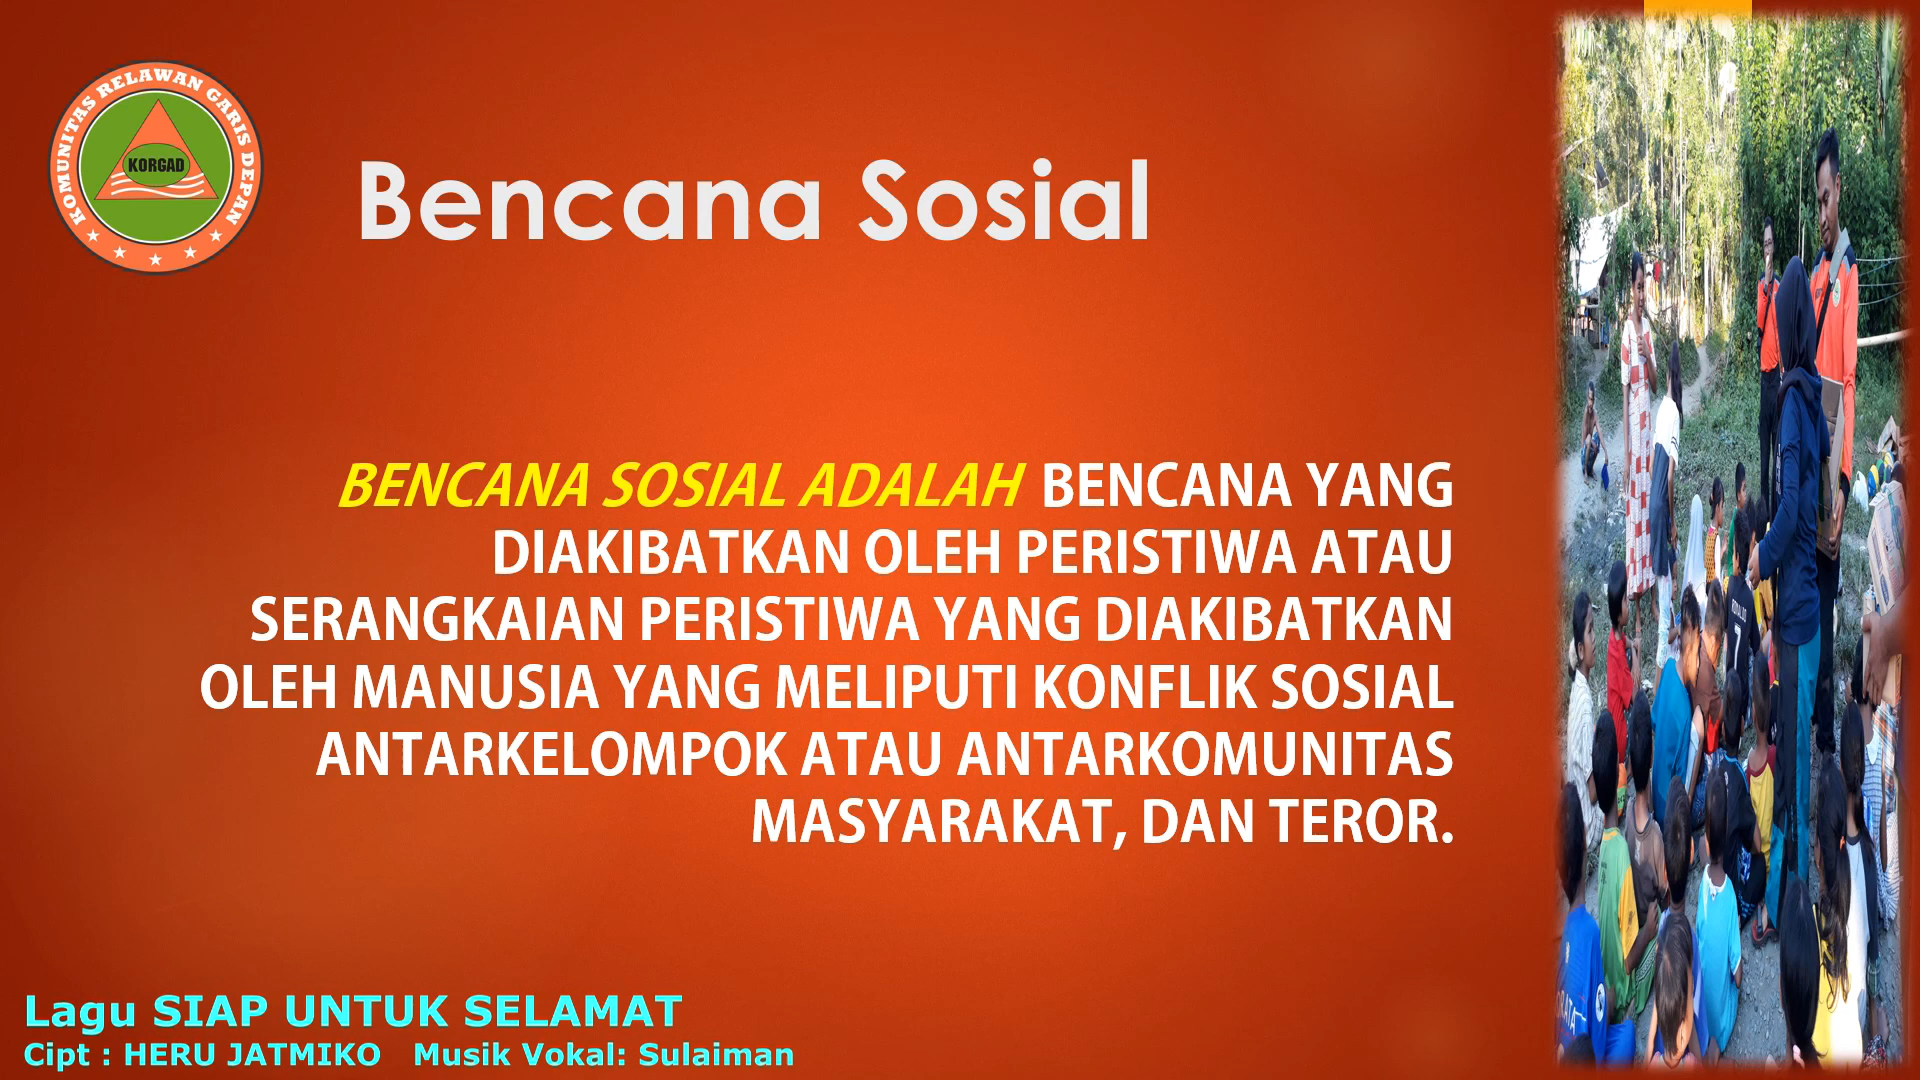 KOMUNITAS RELAWAN GARIS DEPAN
KORGAD
Bencana Sosial
BENCANA SOSIAL ADALAH BENCANA YANG
DIAKIBATKAN OLEH PERISTIWA ATAU
SERANGKAIAN PERISTIWA YANG DIAKIBATKAN
OLEH MANUSIA YANG MELIPUTI KONFLIK SOSIAL
ANTARKELOMPOK ATAU ANTARKOMUNITAS
MASYARAKAT, DAN TEROR.
RONALDO
7
Lagu SIAP UNTUK SELAMAT
Cipt : HERU JATMIKO Musik Vokal: Sulaiman